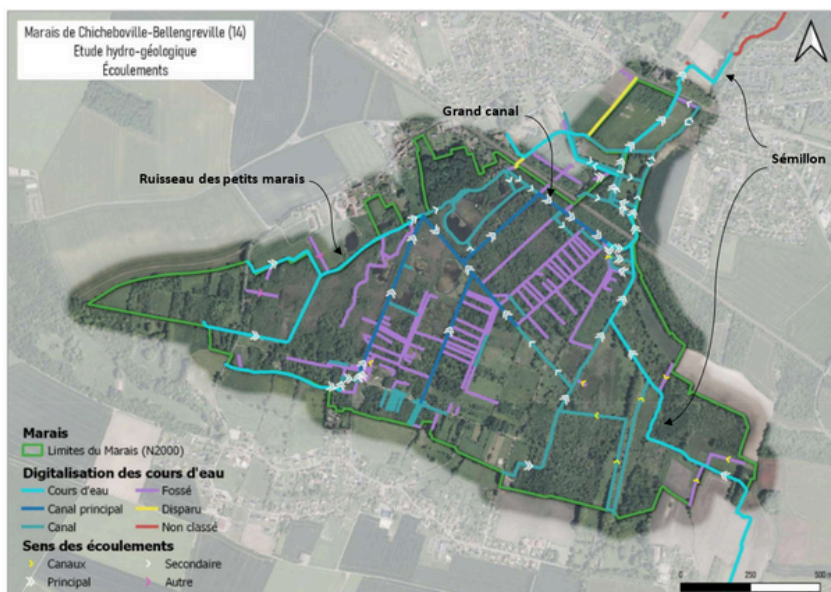 Marais de Chicheboville-Bellengreville (14)
Etude hydro-géologique
Écoulements
Grand canal
Ruisseau des petits marais
Sémillon
Marais
Limites du Marais (N2000)
Digitalisation des cours d'eau
Cours d'eau
Fossé
Canal principal
Disparu
Canal
Non classé
Sens des écoulements
Canaux
Secondaire
Principal
Autre
0 250 500 m